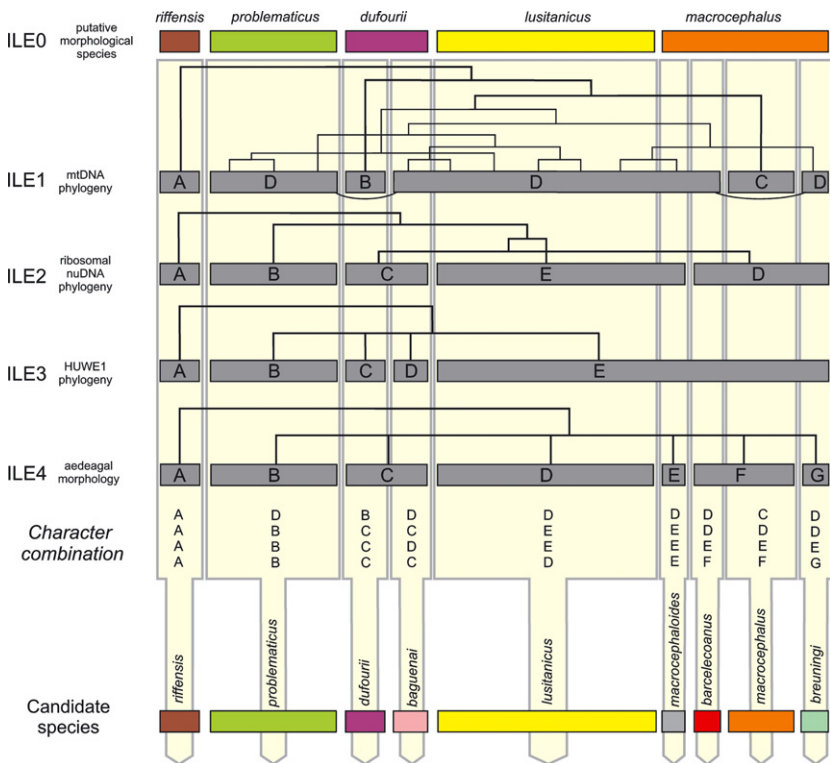 riffensis problematicus dufourii lusitanicus macrocephalus
ILE0 putative
morphological
species
ILE1 mtDNA
phylogeny
A D B D C D
ILE2 ribosomal
nuDNA
phylogeny
A B C E D
ILE3 HUWE1
phylogeny
A B C D E
ILE4 aedeagal
morphology
A B C D E F G
Character
combination
A D B D D D D C D
A B C C E E D D D
A B C D E E E E E
A B C C D E F F G
riffensis
problematicus
dufourii
baguenai
lusitanicus
macrocephaloides
barcelecoanus
macrocephalus
breuningi
Candidate
species